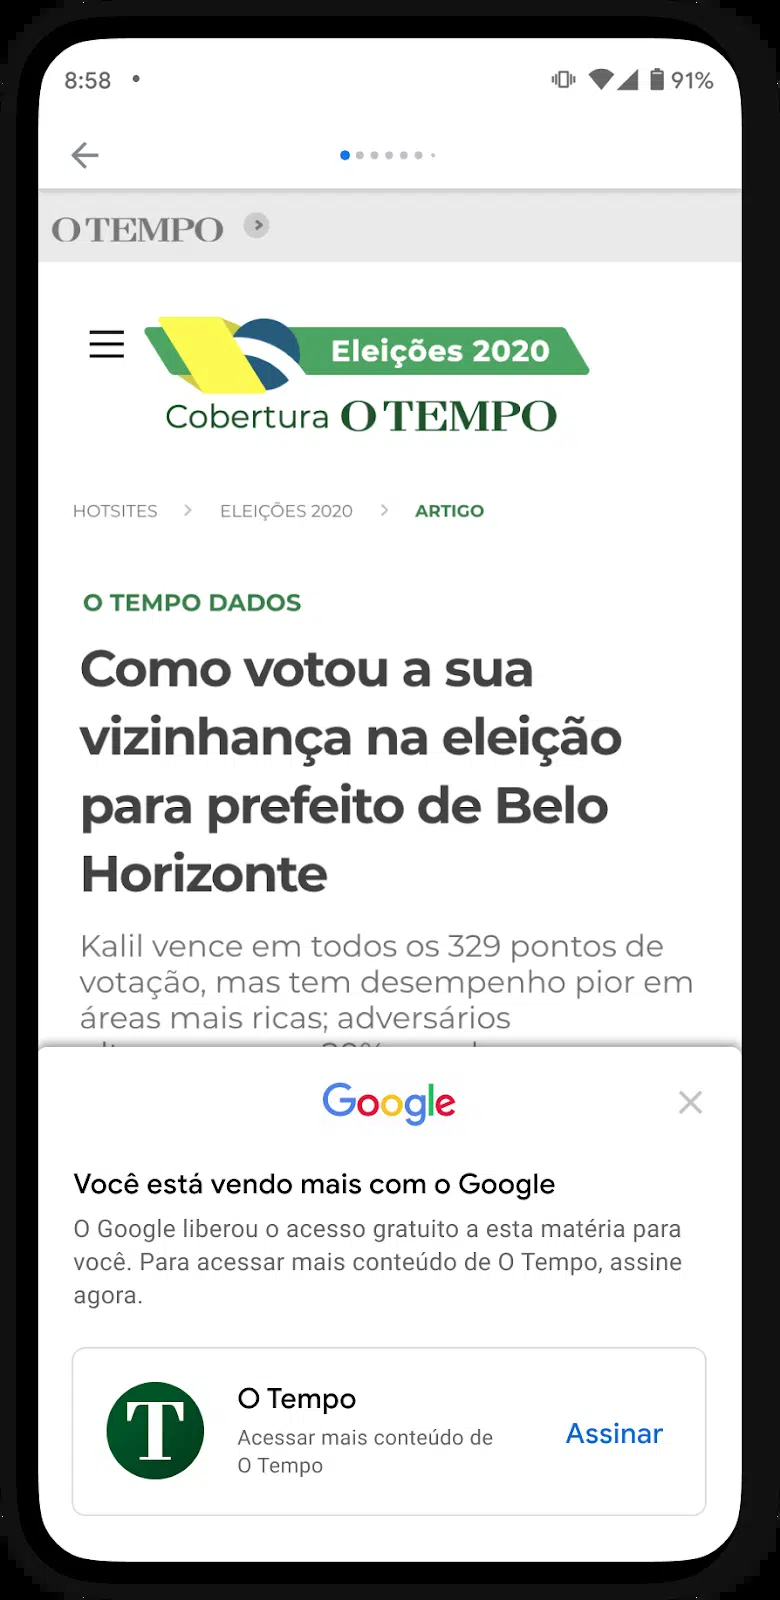 8:58
91%
O TEMPO
Eleições 2020
Cobertura O TEMPO
HOTSITES > ELEIÇÕES 2020 > ARTIGO
O TEMPO DADOS
Como votou a sua
vizinhança na eleição
para prefeito de Belo
Horizonte
Kalil vence em todos os 329 pontos de
votação, mas tem desempenho pior em
áreas mais ricas; adversários
Google
Você está vendo mais com o Google
O Google liberou o acesso gratuito a esta matéria para
você. Para acessar mais conteúdo de O Tempo, assine
agora.
T
O Tempo
Acessar mais conteúdo de
O Tempo
Assinar